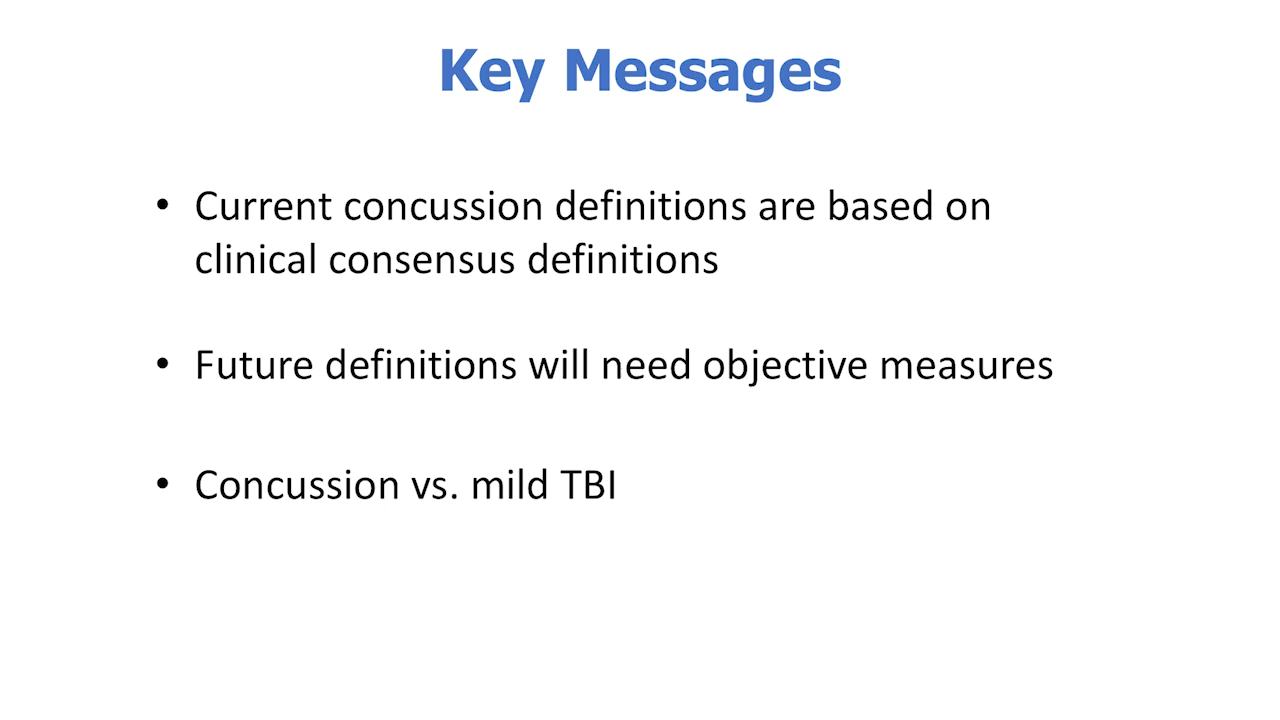 Key Messages
• Current concussion definitions are based on
clinical consensus definitions
• Future definitions will need objective measures
• Concussion vs. mild TBI